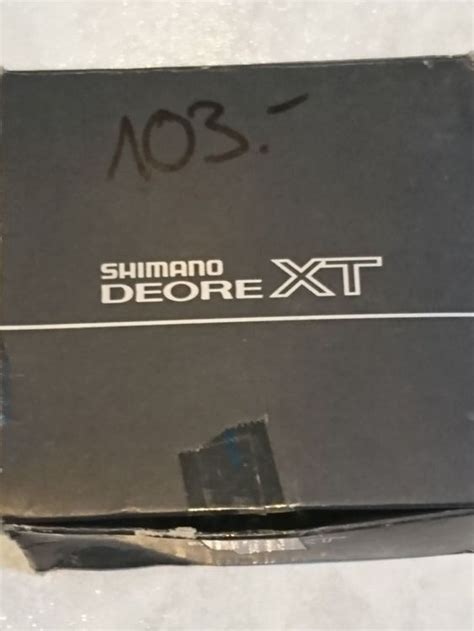 103.-
SHIMANO
DEORE XT